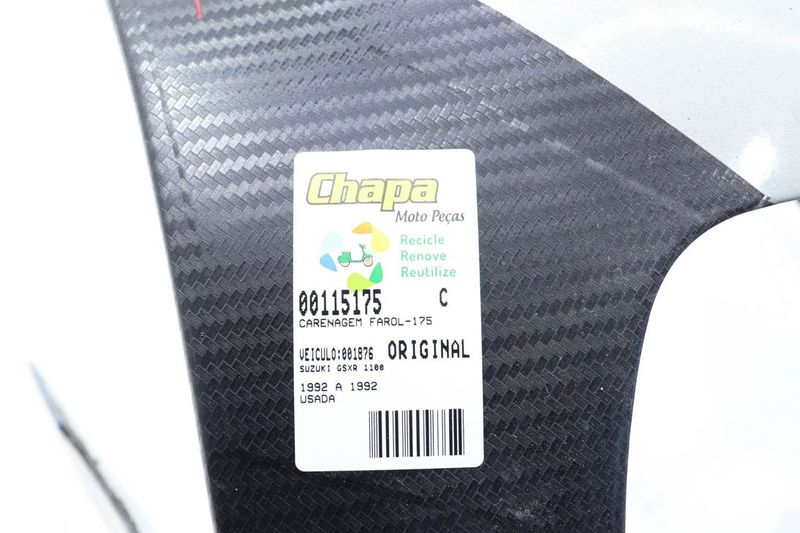 Chapa
Moto Peças
Recicle
Renove
Reutilize
00115175 C
CARENAGEM FAROL-175
VEICULO:001876 ORIGINAL
SUZUKI GSXR 1100
1992 A 1992
USADA